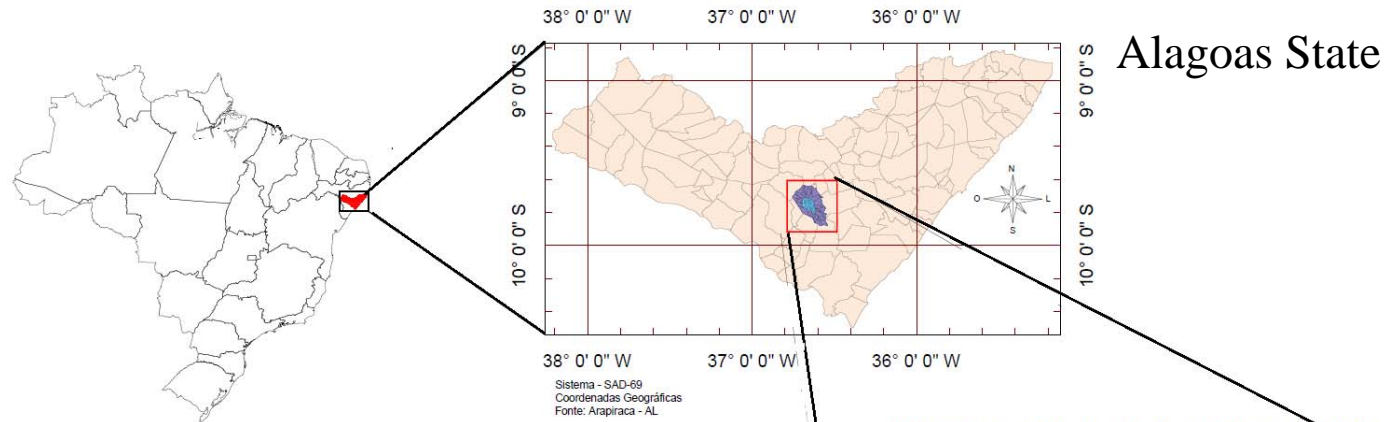 38° 0' 0" W 37° 0' 0" W 36° 0' 0" W
Alagoas State
9° 0' 0" S
9° 0' 0" S
N
O
L
S
10° 0' 0" S
10° 0' 0" S
38° 0' 0" W 37° 0' 0" W 36° 0' 0" W
Sistema - SAD-69
Coordenadas Geográficas
Fonte: Arapiraca - AL